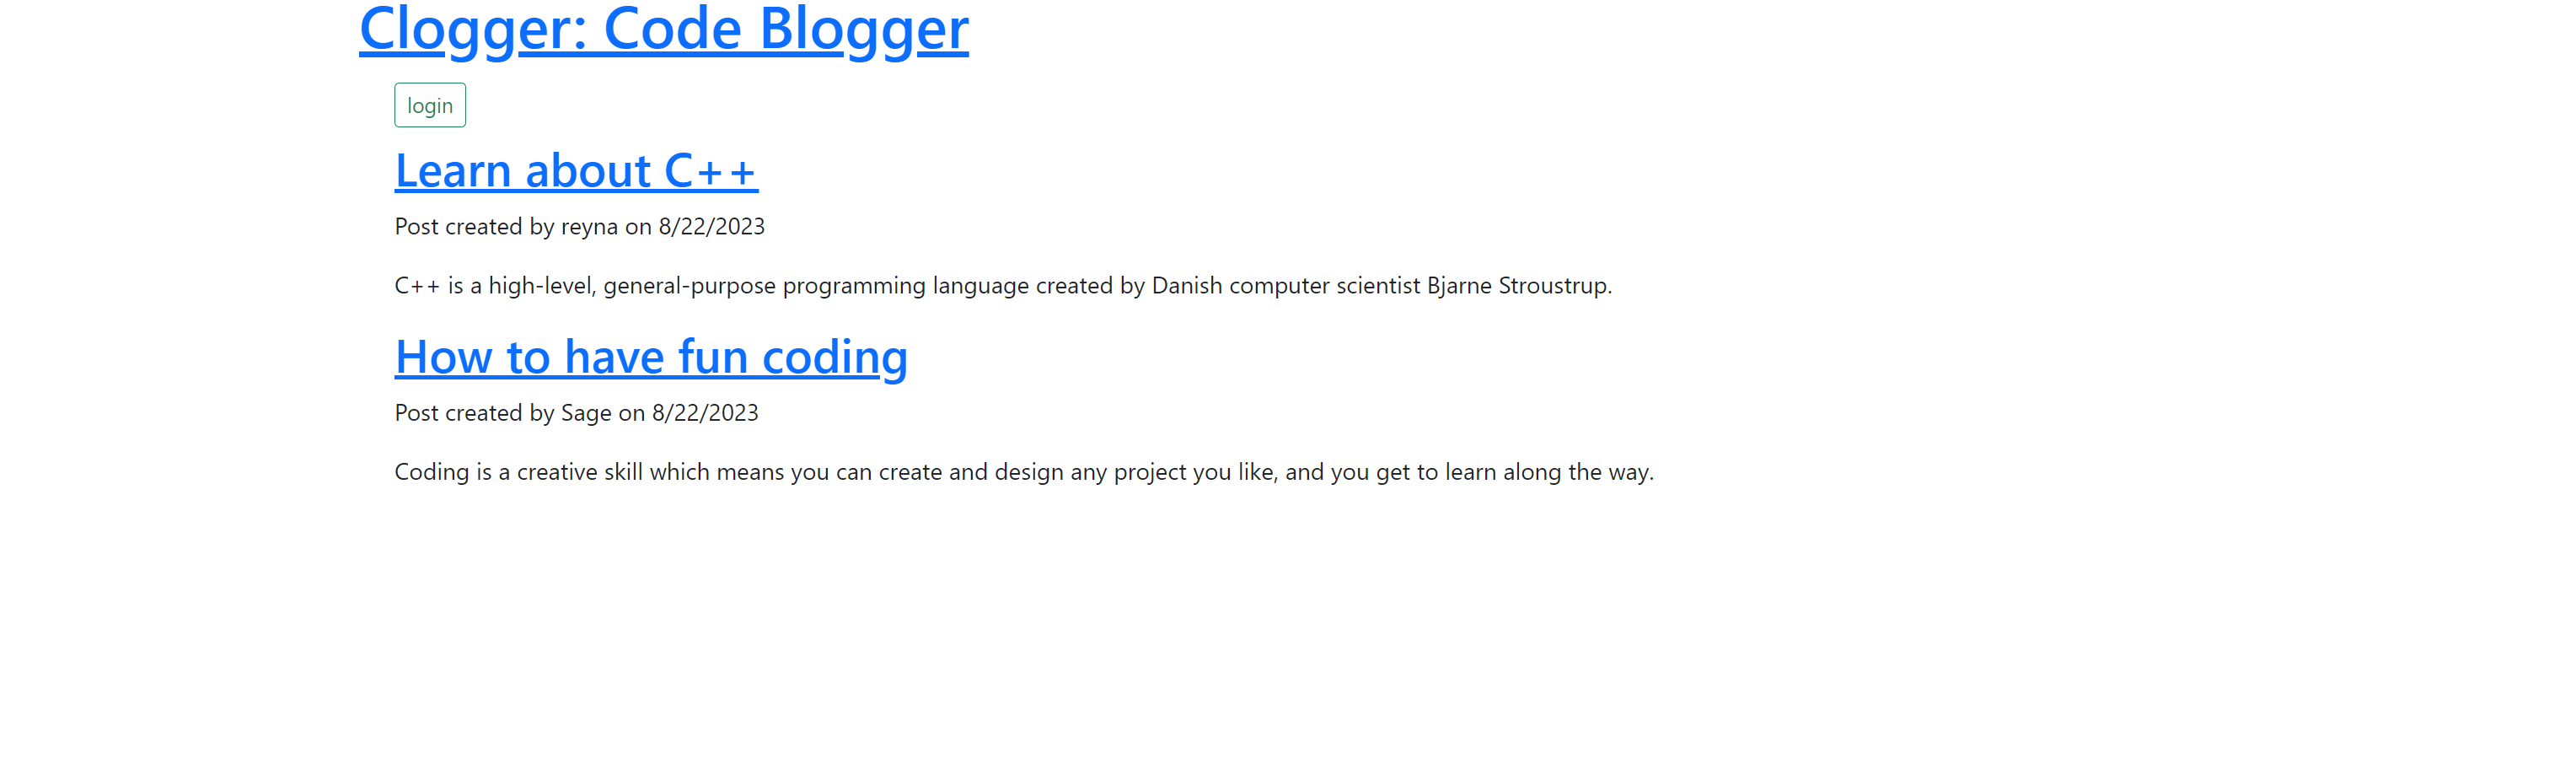 Clogger: Code Blogger
login
Learn about C++
Post created by reyna on 8/22/2023
C++ is a high-level, general-purpose programming language created by Danish computer scientist Bjarne Stroustrup.
How to have fun coding
Post created by Sage on 8/22/2023
Coding is a creative skill which means you can create and design any project you like, and you get to learn along the way.